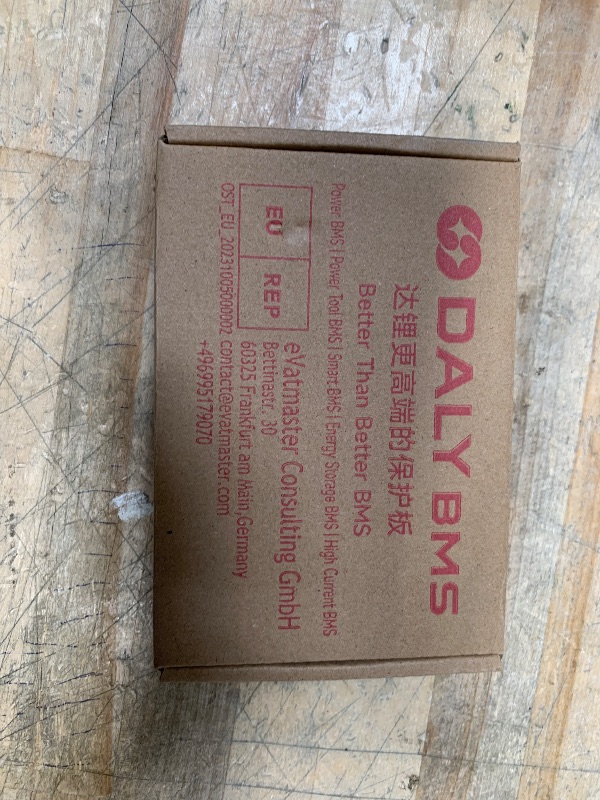 DALY BMS
达锂更高端的保护板
Better Than Better BMS
Power BMS | Power Tool BMS | Smart BMS | Energy Storage BMS | High Current BMS
EU REP
eVatmaster Consulting GmbH
Bettinastr. 30
60325 Frankfurt am Main,Germany
OST_EU_20231005000002 contact@evatmaster.com
+496995179070